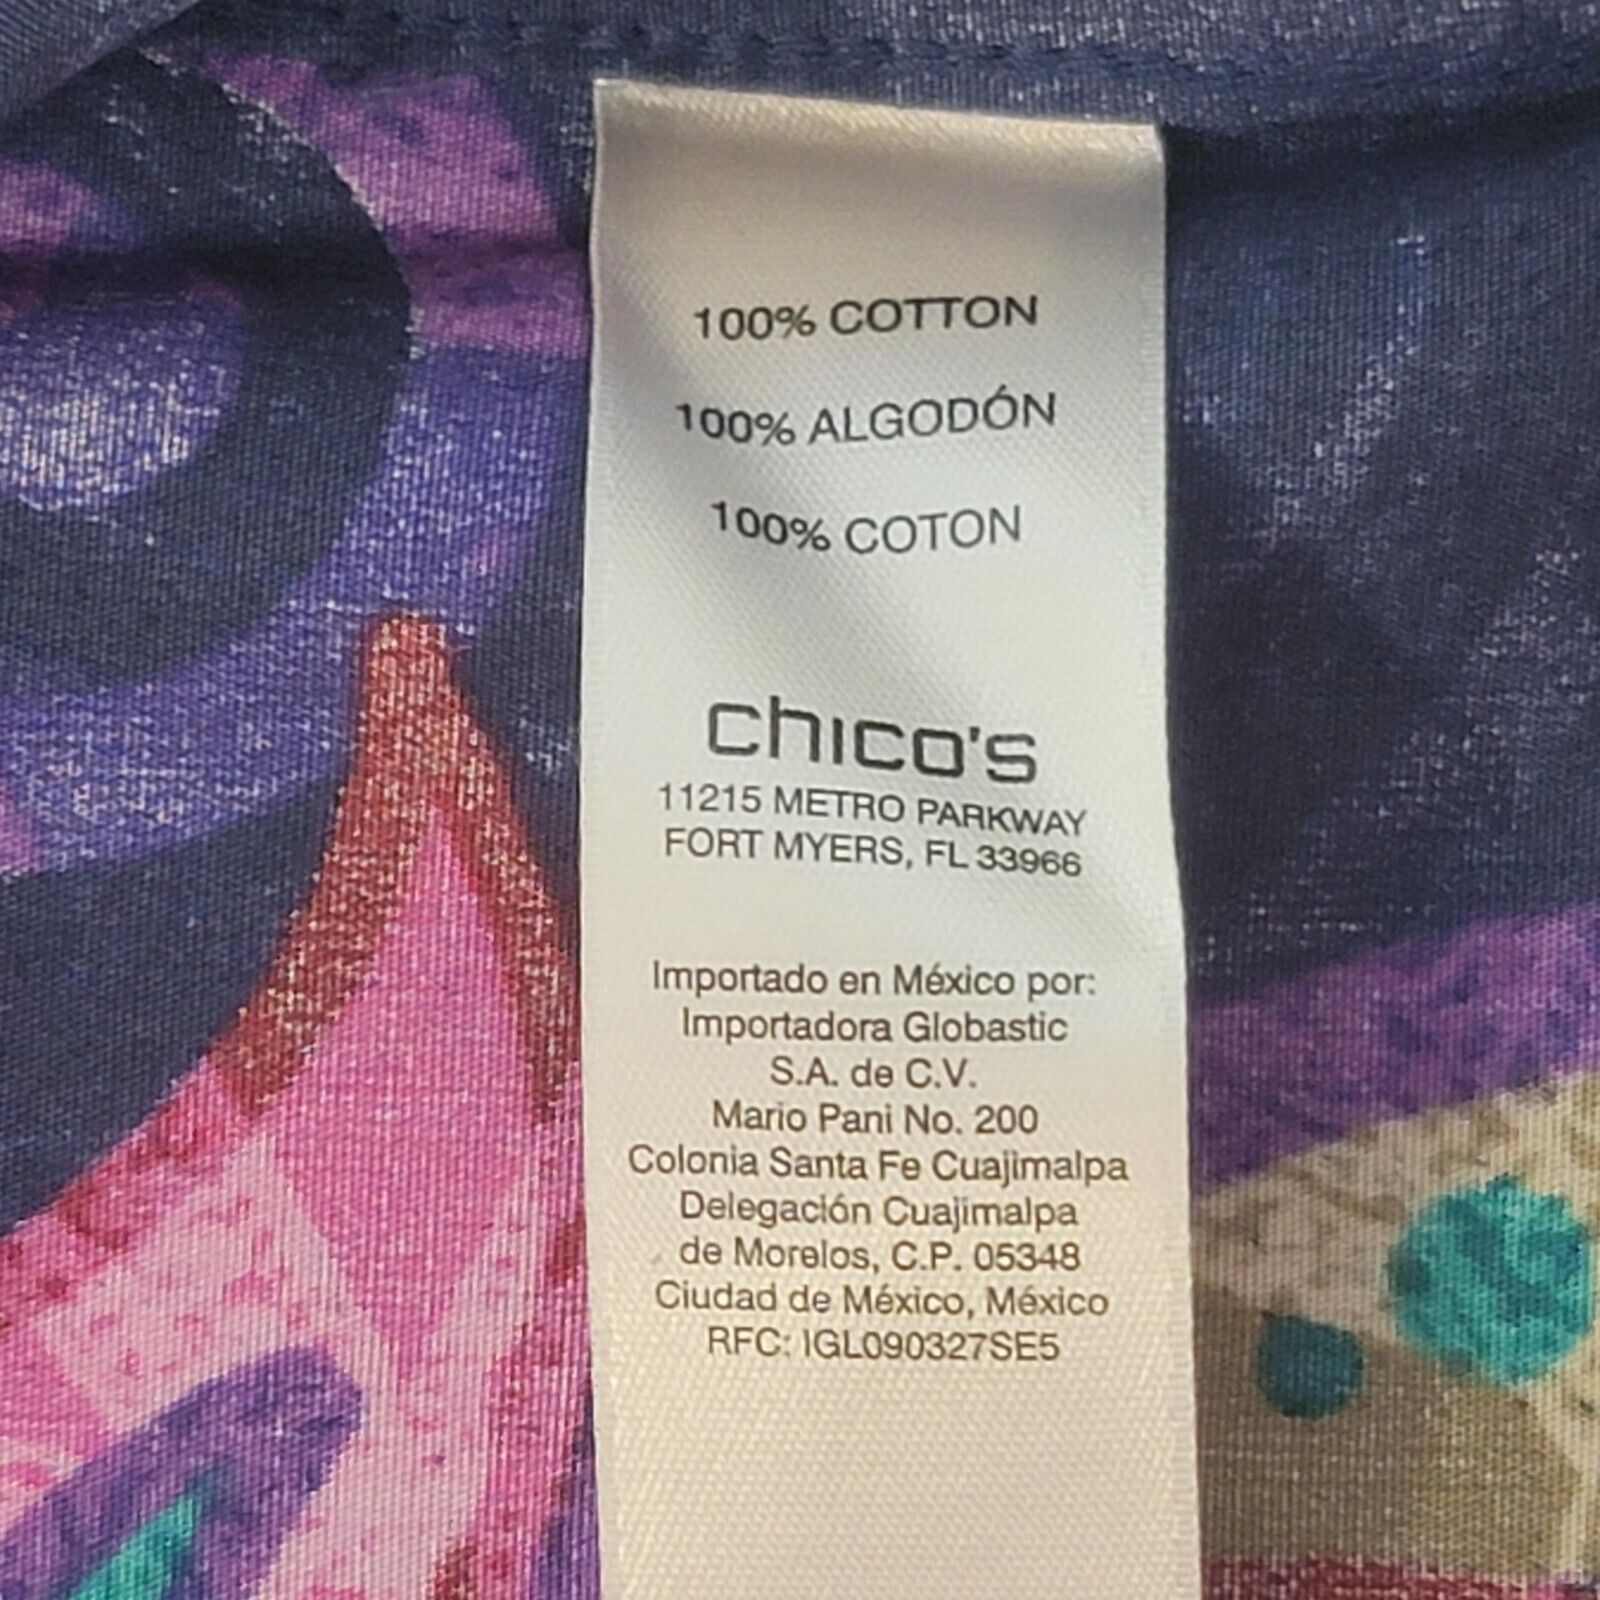 100% COTTON
100% ALGODÓN
100% COTON
chico's
11215 METRO PARKWAY
FORT MYERS, FL 33966
Importado en México por:
Importadora Globastic
S.A. de C.V.
Mario Pani No. 200
Colonia Santa Fe Cuajimalpa
Delegación Cuajimalpa
de Morelos, C.P. 05348
Ciudad de México, México
RFC: IGL090327SE5